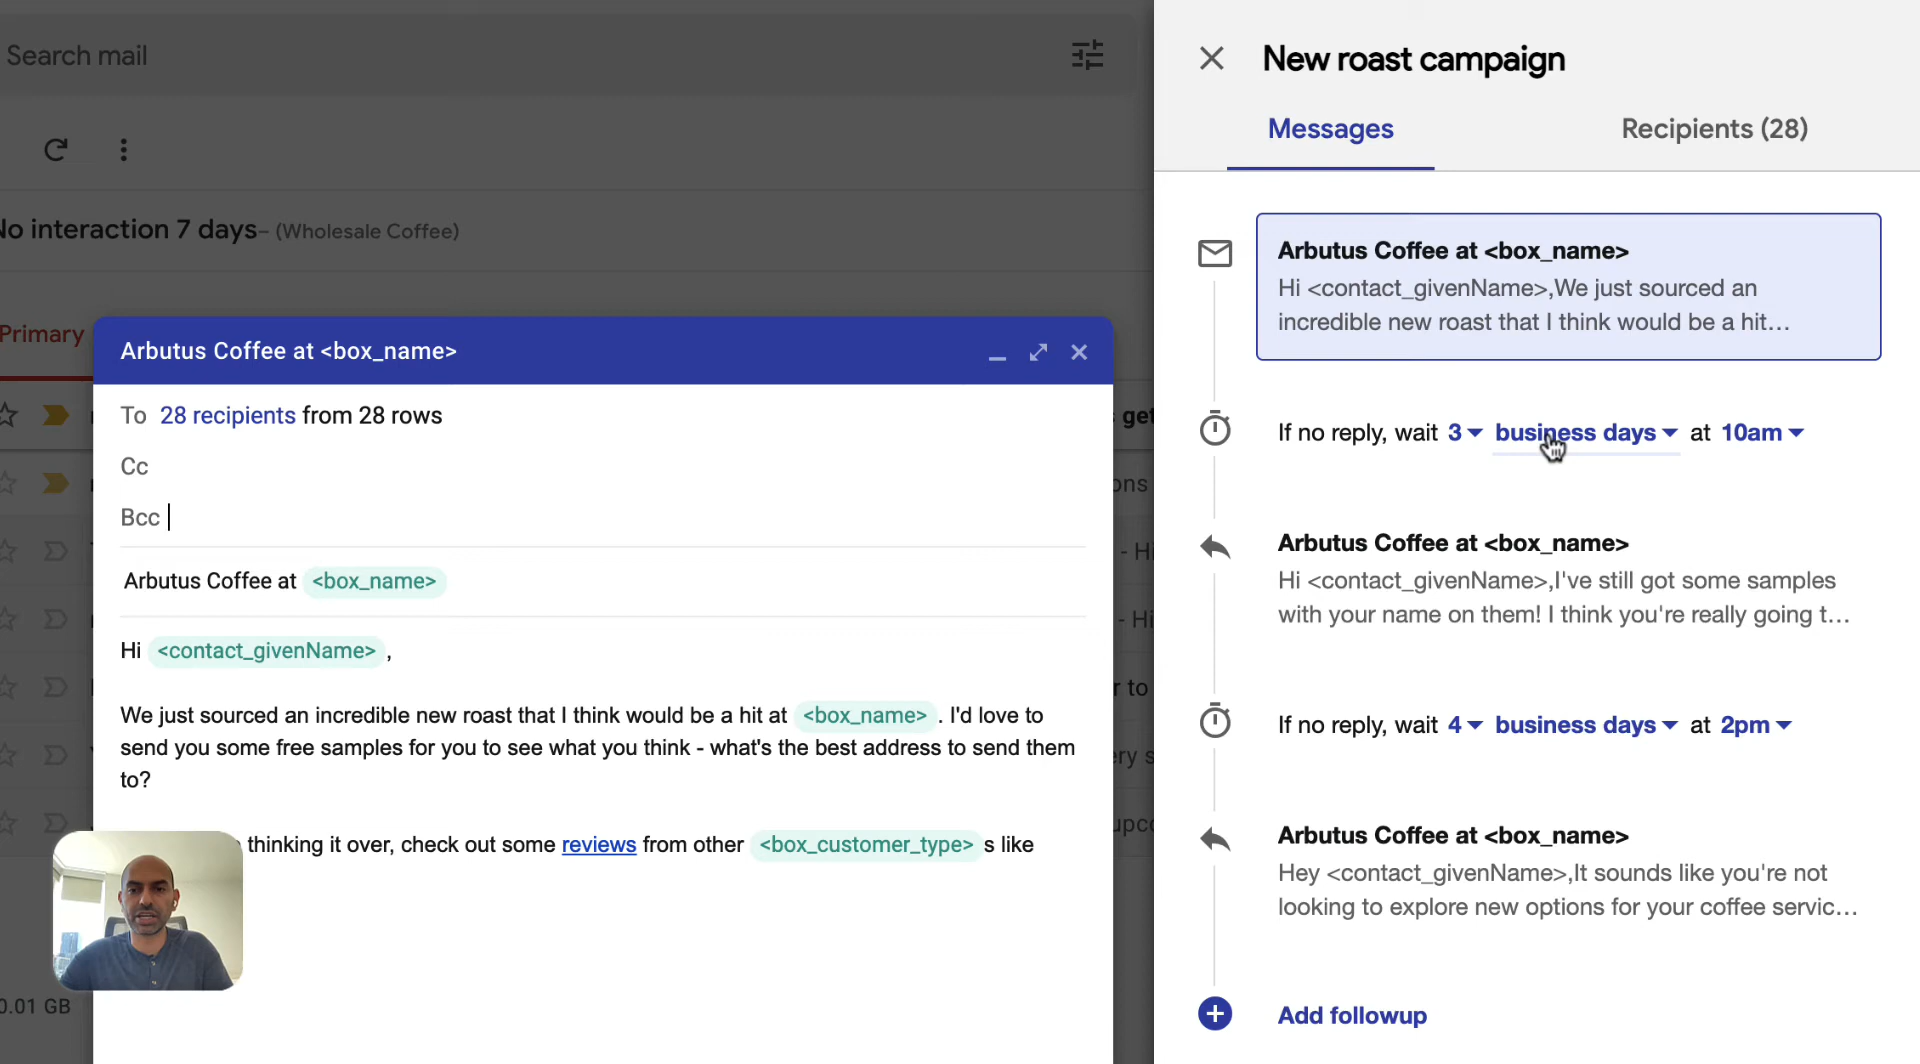 Search mail
No interaction 7 days- (Wholesale Coffee)
Primary
Arbutus Coffee at <box_name>
To 28 recipients from 28 rows
Cc
Bcc
Arbutus Coffee at <box_name>
Hi <contact_givenName> ,
We just sourced an incredible new roast that I think would be a hit at <box_name> . I'd love to
send you some free samples for you to see what you think - what's the best address to send them
to?
thinking it over, check out some reviews from other <box_customer_type> s like
0.01 GB
get
ons
- Hi
- Hi
r to
ery s
upco
New roast campaign
Messages
Recipients (28)
Arbutus Coffee at <box_name>
Hi <contact_givenName>,We just sourced an
incredible new roast that I think would be a hit...
If no reply, wait 3 business days at 10am
Arbutus Coffee at <box_name>
Hi <contact_givenName>,I've still got some samples
with your name on them! I think you're really going t...
If no reply, wait 4 business days at 2pm
Arbutus Coffee at <box_name>
Hey <contact_givenName>,It sounds like you're not
looking to explore new options for your coffee servic...
Add followup